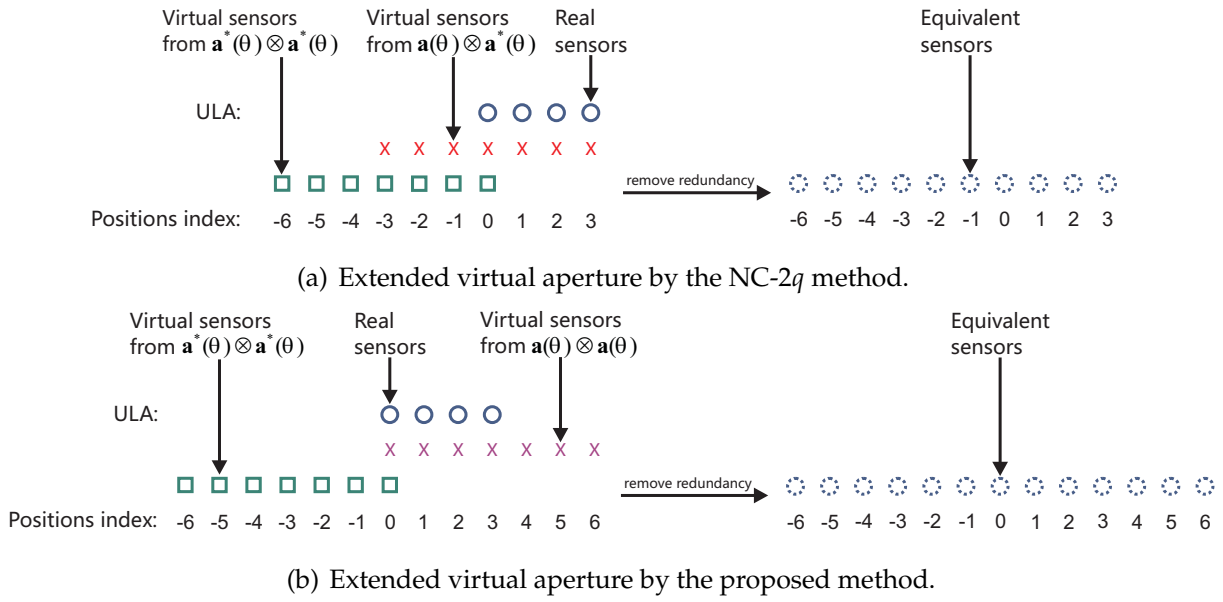 Virtual sensors
from a*(θ)⊗a*(θ)
Virtual sensors
from a(θ)⊗a*(θ)
Real
sensors
Equivalent
sensors
ULA:
X X X X X X X
remove redundancy
Positions index: -6 -5 -4 -3 -2 -1 0 1 2 3
-6 -5 -4 -3 -2 -1 0 1 2 3
(a) Extended virtual aperture by the NC-2q method.
Virtual sensors
from a*(θ)⊗a*(θ)
Real
sensors
Virtual sensors
from a(θ)⊗a(θ)
Equivalent
sensors
ULA:
X X X X X X X
remove redundancy
Positions index: -6 -5 -4 -3 -2 -1 0 1 2 3 4 5 6
-6 -5 -4 -3 -2 -1 0 1 2 3 4 5 6
(b) Extended virtual aperture by the proposed method.